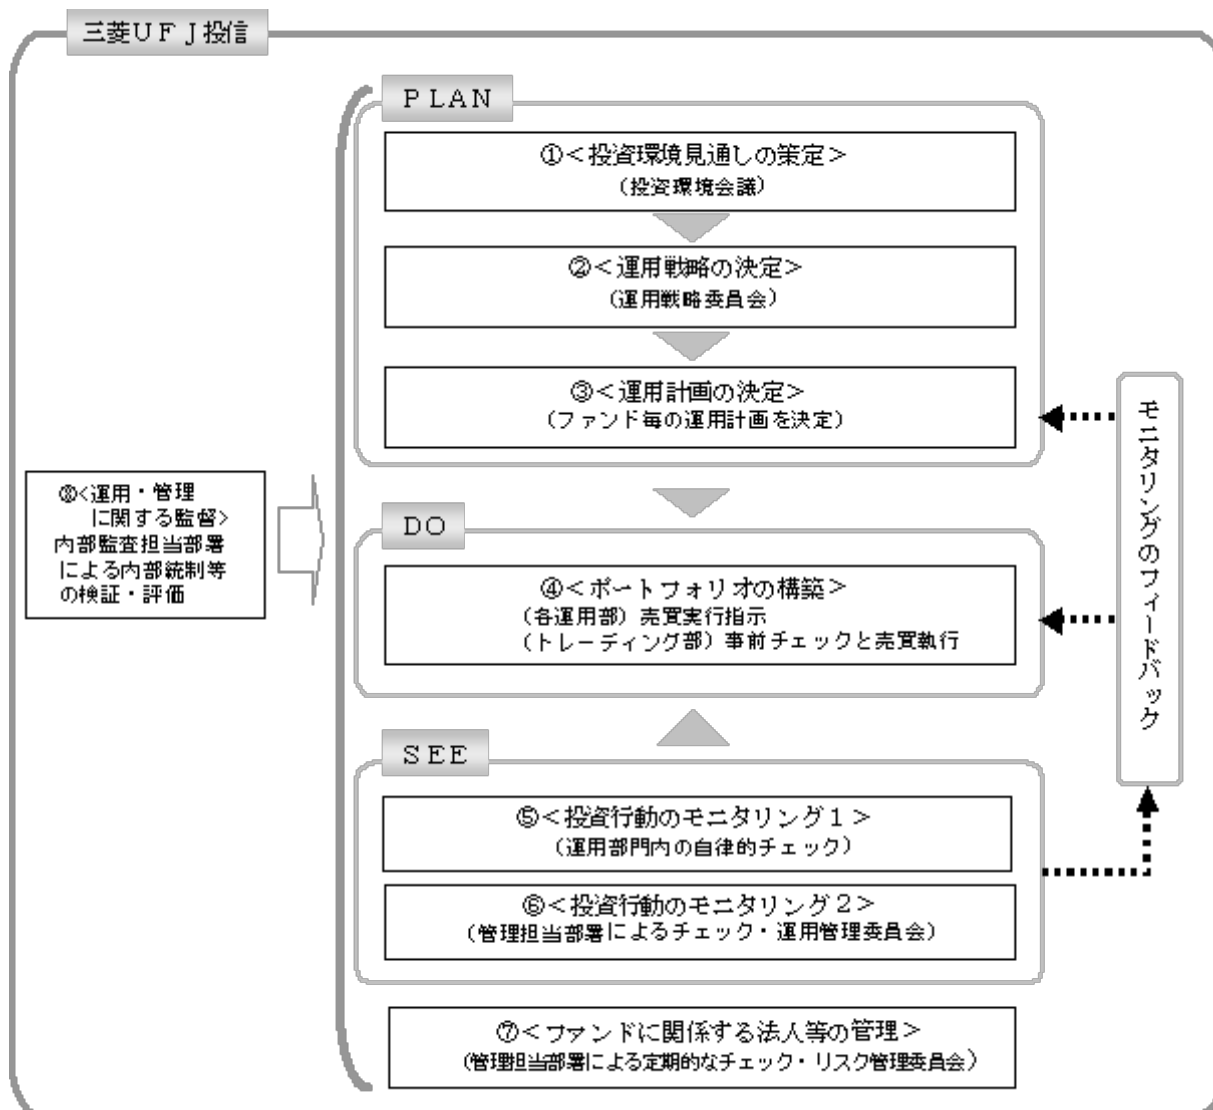 三菱ＵＦＪ投信
ＰＬＡＮ
①＜投資環境見通しの策定＞
（投資環境会議）
②＜運用戦略の決定＞
（運用戦略委員会）
③＜運用計画の決定＞
（ファンド毎の運用計画を決定）
⑧<運用・管理
に関する監督>
内部監査担当部署
による内部統制等
の検証・評価
ＤＯ
④＜ポートフォリオの構築＞
（各運用部）売買実行指示
（トレーディング部）事前チェックと売買執行
ＳＥＥ
⑤＜投資行動のモニタリング１＞
（運用部門内の自律的チェック）
⑥＜投資行動のモニタリング２＞
（管理担当部署によるチェック・運用管理委員会）
⑦＜ファンドに関係する法人等の管理＞
（管理担当部署による定期的なチェック・リスク管理委員会）
モニタリングのフィードバック